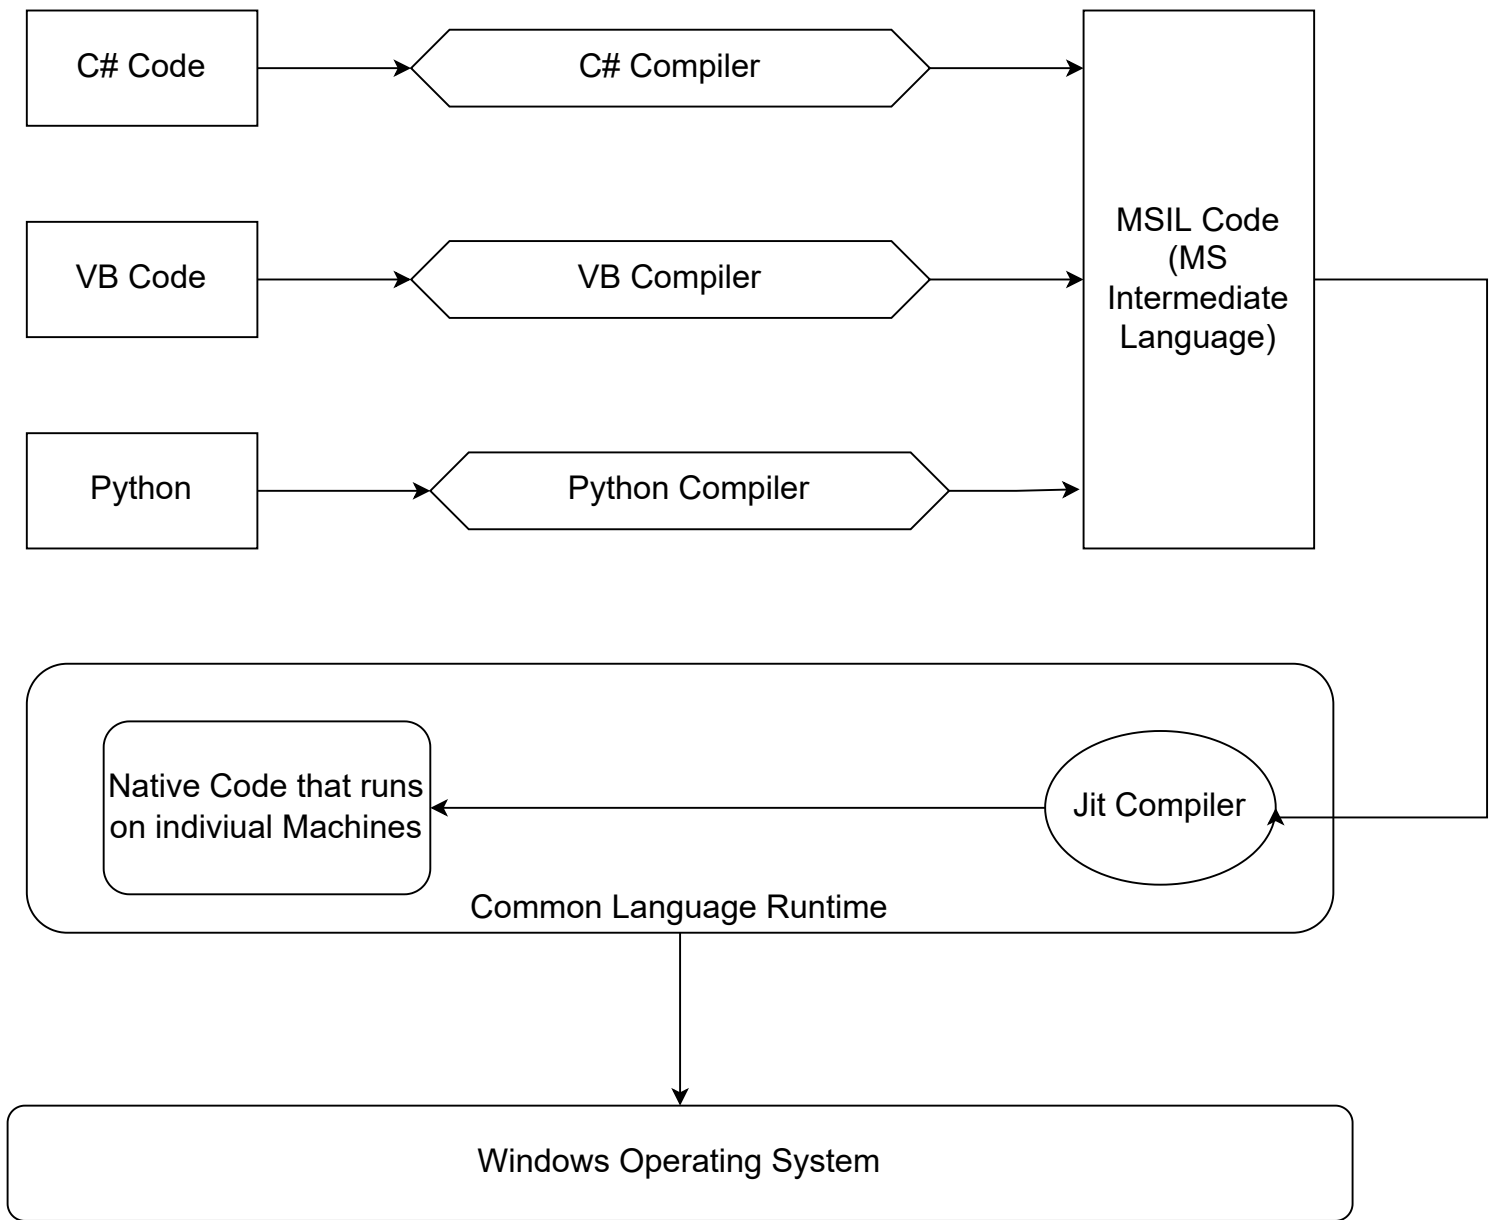 C# Code
C# Compiler
VB Code
VB Compiler
MSIL Code
(MS
Intermediate
Language)
Python
Python Compiler
Native Code that runs
on indiviual Machines
Jit Compiler
Common Language Runtime
Windows Operating System